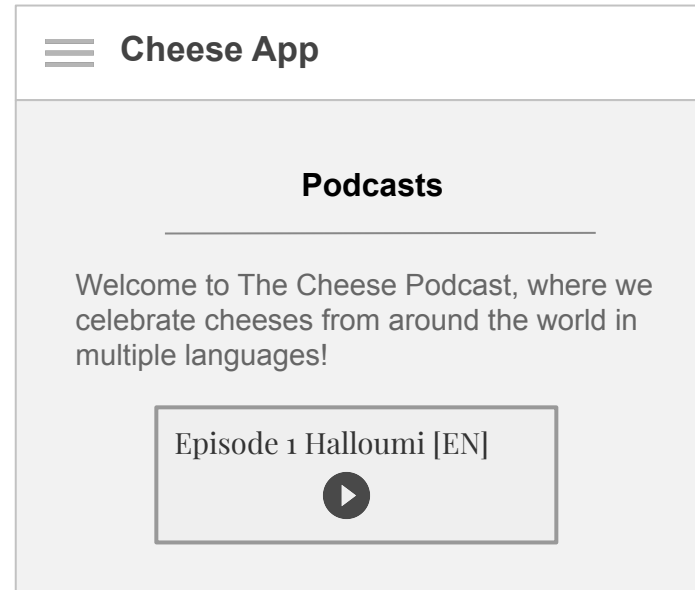 Cheese App
Podcasts
Welcome to The Cheese Podcast, where we
celebrate cheeses from around the world in
multiple languages!
Episode 1 Halloumi [EN]